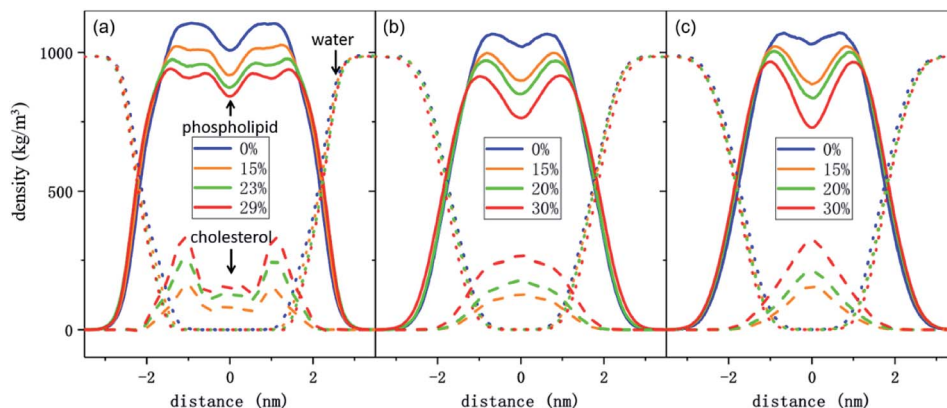 (a)
water
phospholipid
0%
15%
23%
29%
cholesterol
(b)
0%
15%
20%
30%
(c)
0%
15%
20%
30%
density (kg/m³)
1000
500
0
-2 0 2
-2 0 2
-2 0 2
distance (nm)
distance (nm)
distance (nm)